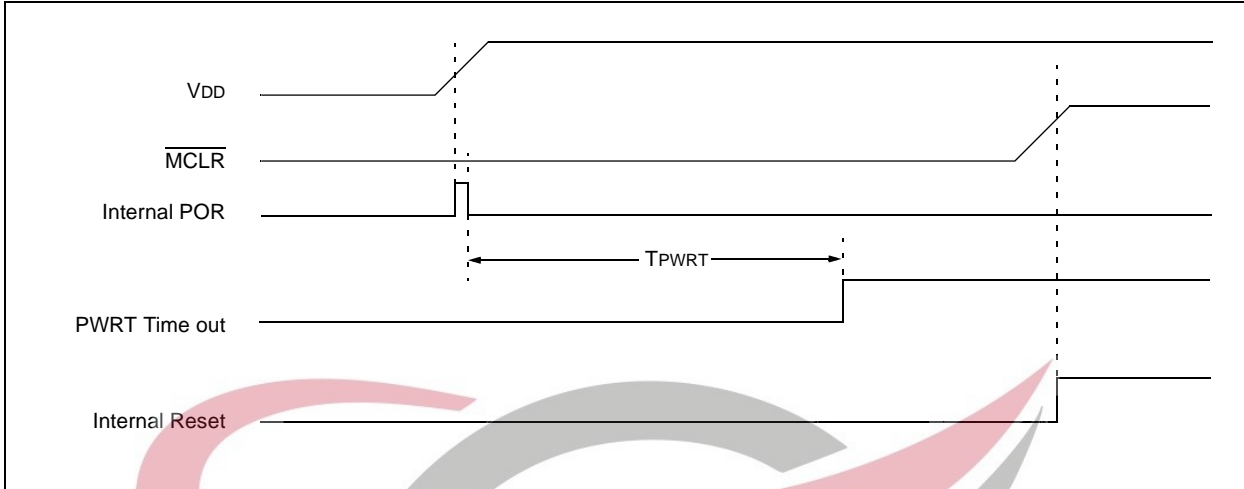 VDD
MCLR
Internal POR
TPWRT
PWRT Time out
Internal Reset